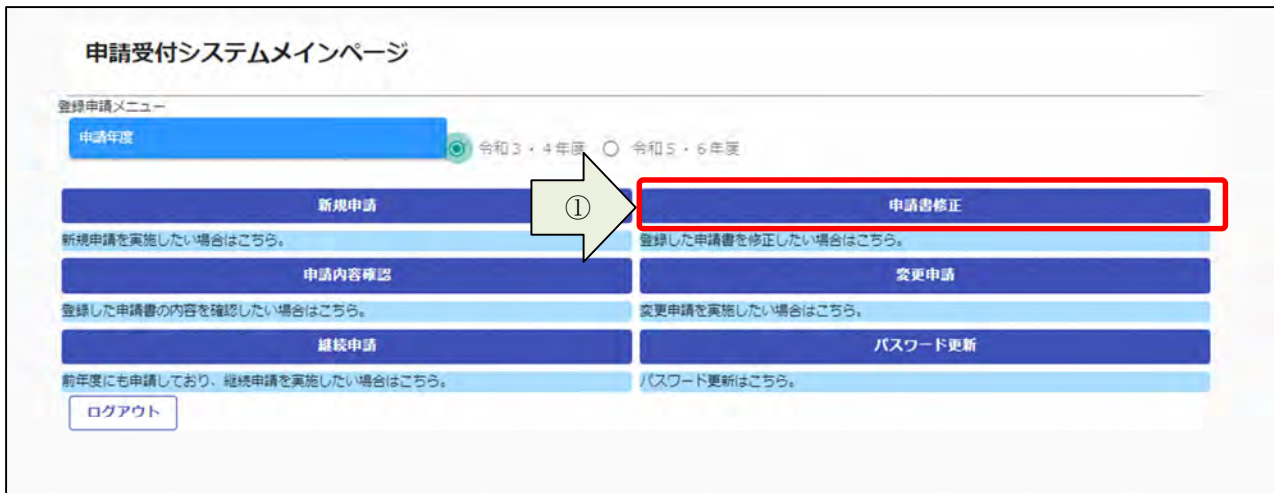 申請受付システムメインページ
登録申請メニュー
申請年度
令和3・4年度 令和5・6年度
新規申請 ① 申請書修正
新規申請を実施したい場合はこちら。 登録した申請書を修正したい場合はこちら。
申請内容確認 変更申請
登録した申請書の内容を確認したい場合はこちら。 変更申請を実施したい場合はこちら。
継続申請 パスワード更新
前年度にも申請しており、継続申請を実施したい場合はこちら。 パスワード更新はこちら。
ログアウト